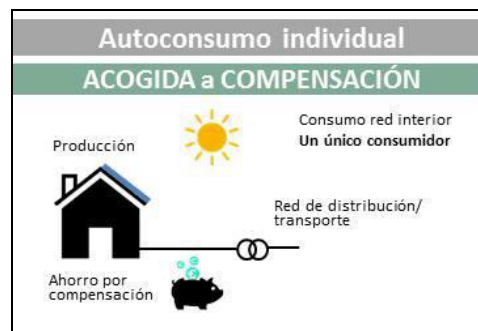 Autoconsumo individual
ACOGIDA a COMPENSACIÓN
Consumo red interior
Un único consumidor
Producción
Red de distribución/
transporte
Ahorro por
compensación